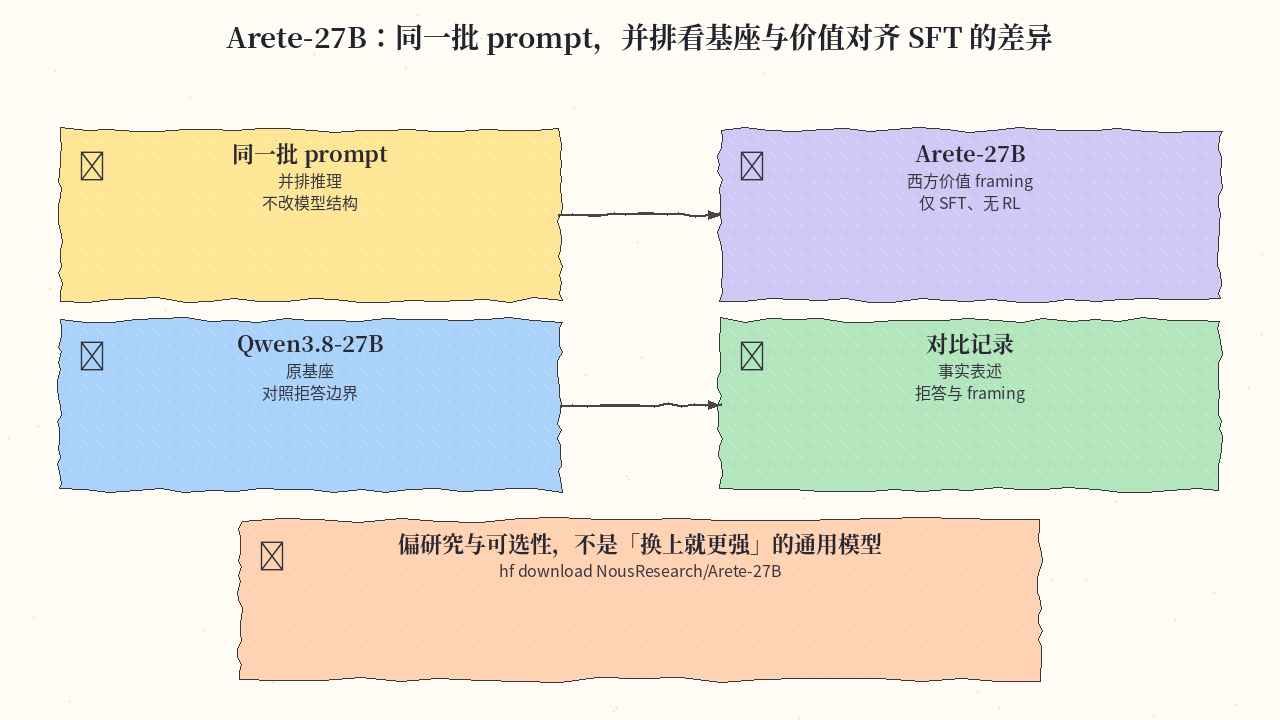 Arete-27B：同一批 prompt，并排看基座与价值对齐 SFT 的差异
同一批 prompt
并排推理
不改模型结构
Arete-27B
西方价值 framing
仅 SFT、无 RL
Qwen3.8-27B
原基座
对照拒答边界
对比记录
事实表述
拒答与 framing
偏研究与可选性，不是「换上就更强」的通用模型
hf download NousResearch/Arete-27B